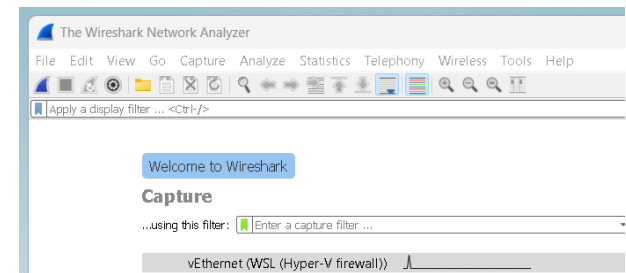 The Wireshark Network Analyzer
File Edit View Go Capture Analyze Statistics Telephony Wireless Tools Help
Apply a display filter ... <Ctrl-/>
Welcome to Wireshark
Capture
...using this filter: Enter a capture filter ...
vEthernet (WSL (Hyper-V firewall))